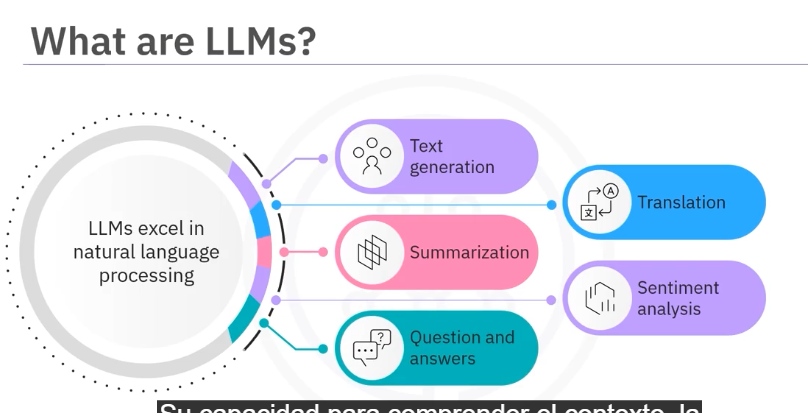 What are LLMs?
LLMs excel in
natural language
processing
Text
generation
Translation
Summarization
Sentiment
analysis
Question and
answers
Su capacidad para comprender el contexto, la